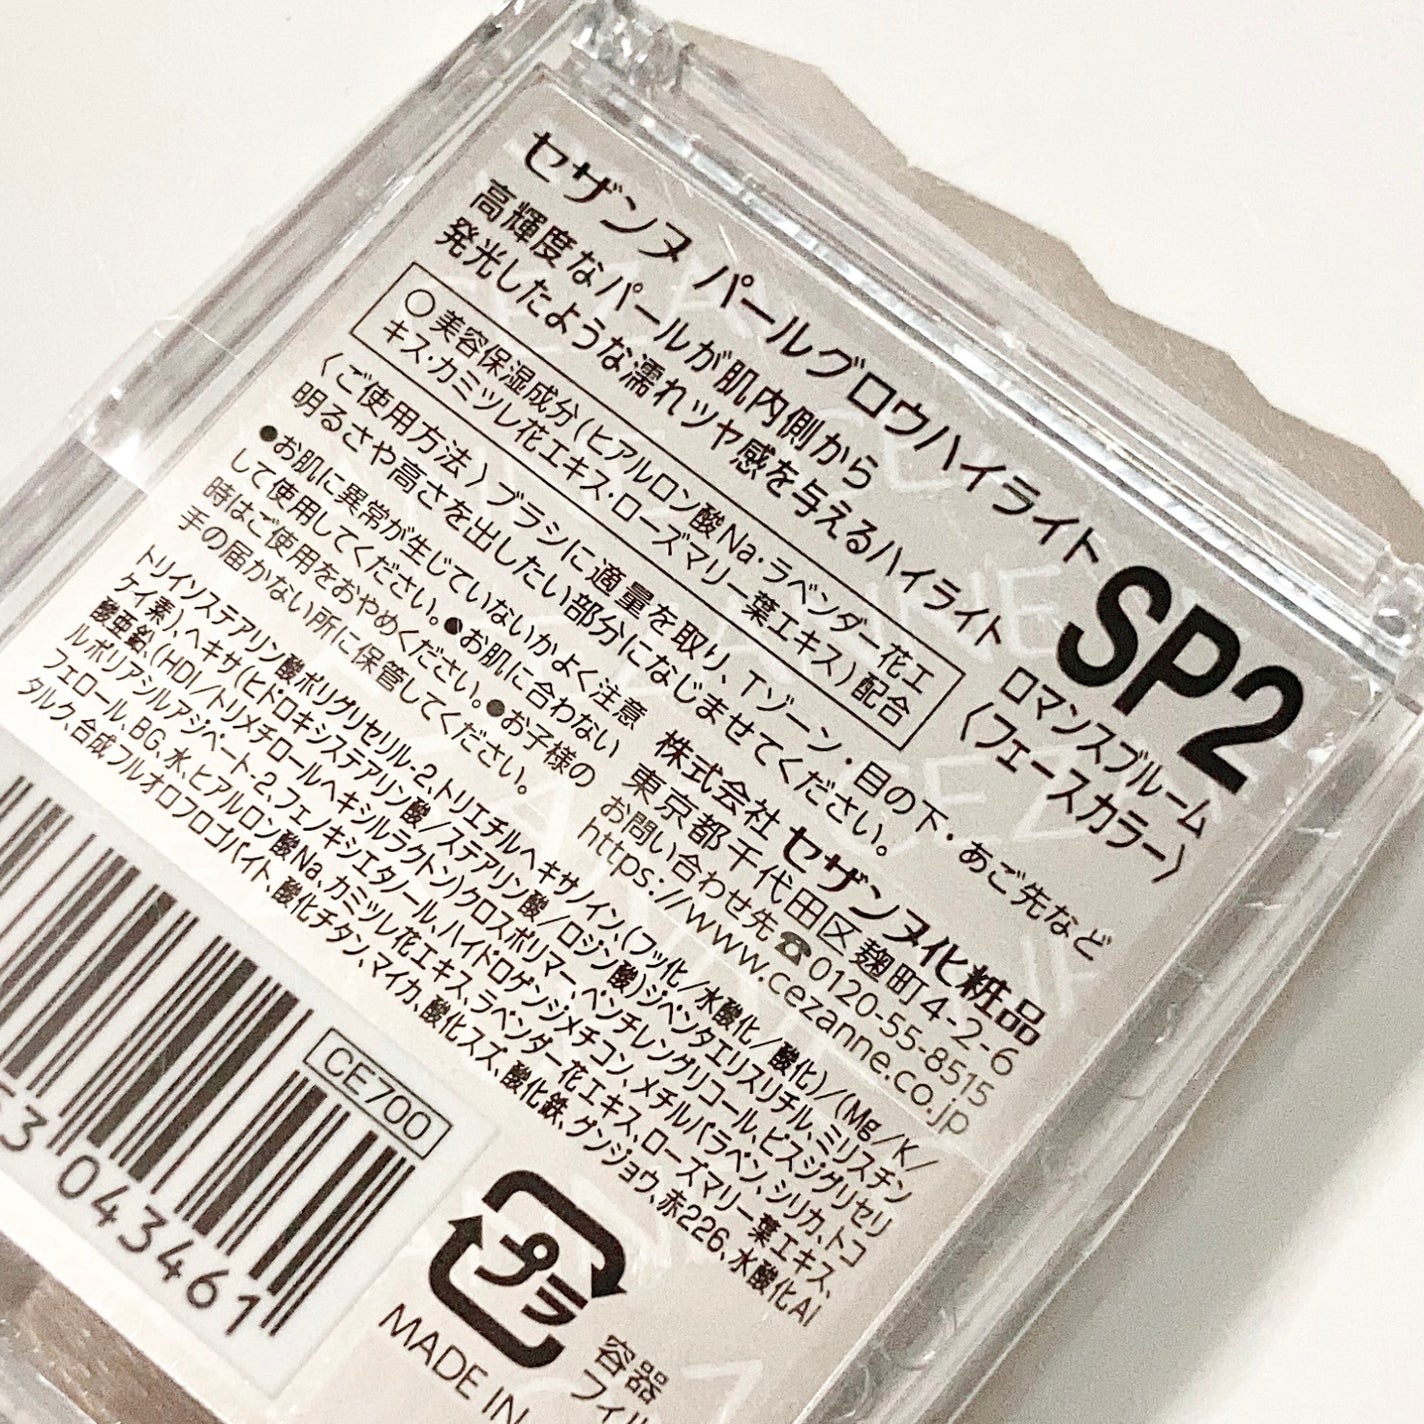 セザンヌ パールグロウハイライト SP2
高輝度なパールが肌内側から
発光したような濡れツヤ感を与えるハイライト
ロマンスブルーム
〈フェースカラー〉
○美容保湿成分(ヒアルロン酸Na・ラベンダー花エ
キス・カミツレ花エキス・ローズマリー葉エキス)配合
〈ご使用方法〉ブラシに適量を取り、Tゾーン・目の下・あご先など
明るさや高さを出したい部分になじませてください。
●お肌に異常が生じていないかよく注意
して使用してください。●お肌に合わない
時はご使用をおやめください。●お子様の
手の届かない所に保管してください。
株式会社 セザンヌ化粧品
東京都千代田区麹町4-2-6
お問い合わせ先☎0120-55-8515
https://www.cezanne.co.jp
トリイソステアリン酸ポリグリセリル-2、トリエチルヘキサノイン、(フッ化/水酸化/酸化)/(Mg/K/
ケイ素)、ヘキサ(ヒドロキシステアリン酸/ステアリン酸/ロジン酸)ジペンタエリスリチル、ミリスチン
酸亜鉛、(HDI/トリメチロールヘキシルラクトン)クロスポリマー、ペンチレングリコール、ビスジグリセリ
ルポリアシルアジペート-2、フェノキシエタノール、ハイドロゲンジメチコン、メチルパラベン、シリカ、トコ
フェロール、BG、水、ヒアルロン酸Na、カミツレ花エキス、ラベンダー花エキス、ローズマリー葉エキス、
タルク、合成フルオロフロゴパイト、酸化チタン、マイカ、酸化スズ、酸化鉄、グンジョウ、赤226、水酸化Al
CE700
53 043461
プラ
容器
フィル
MADE IN